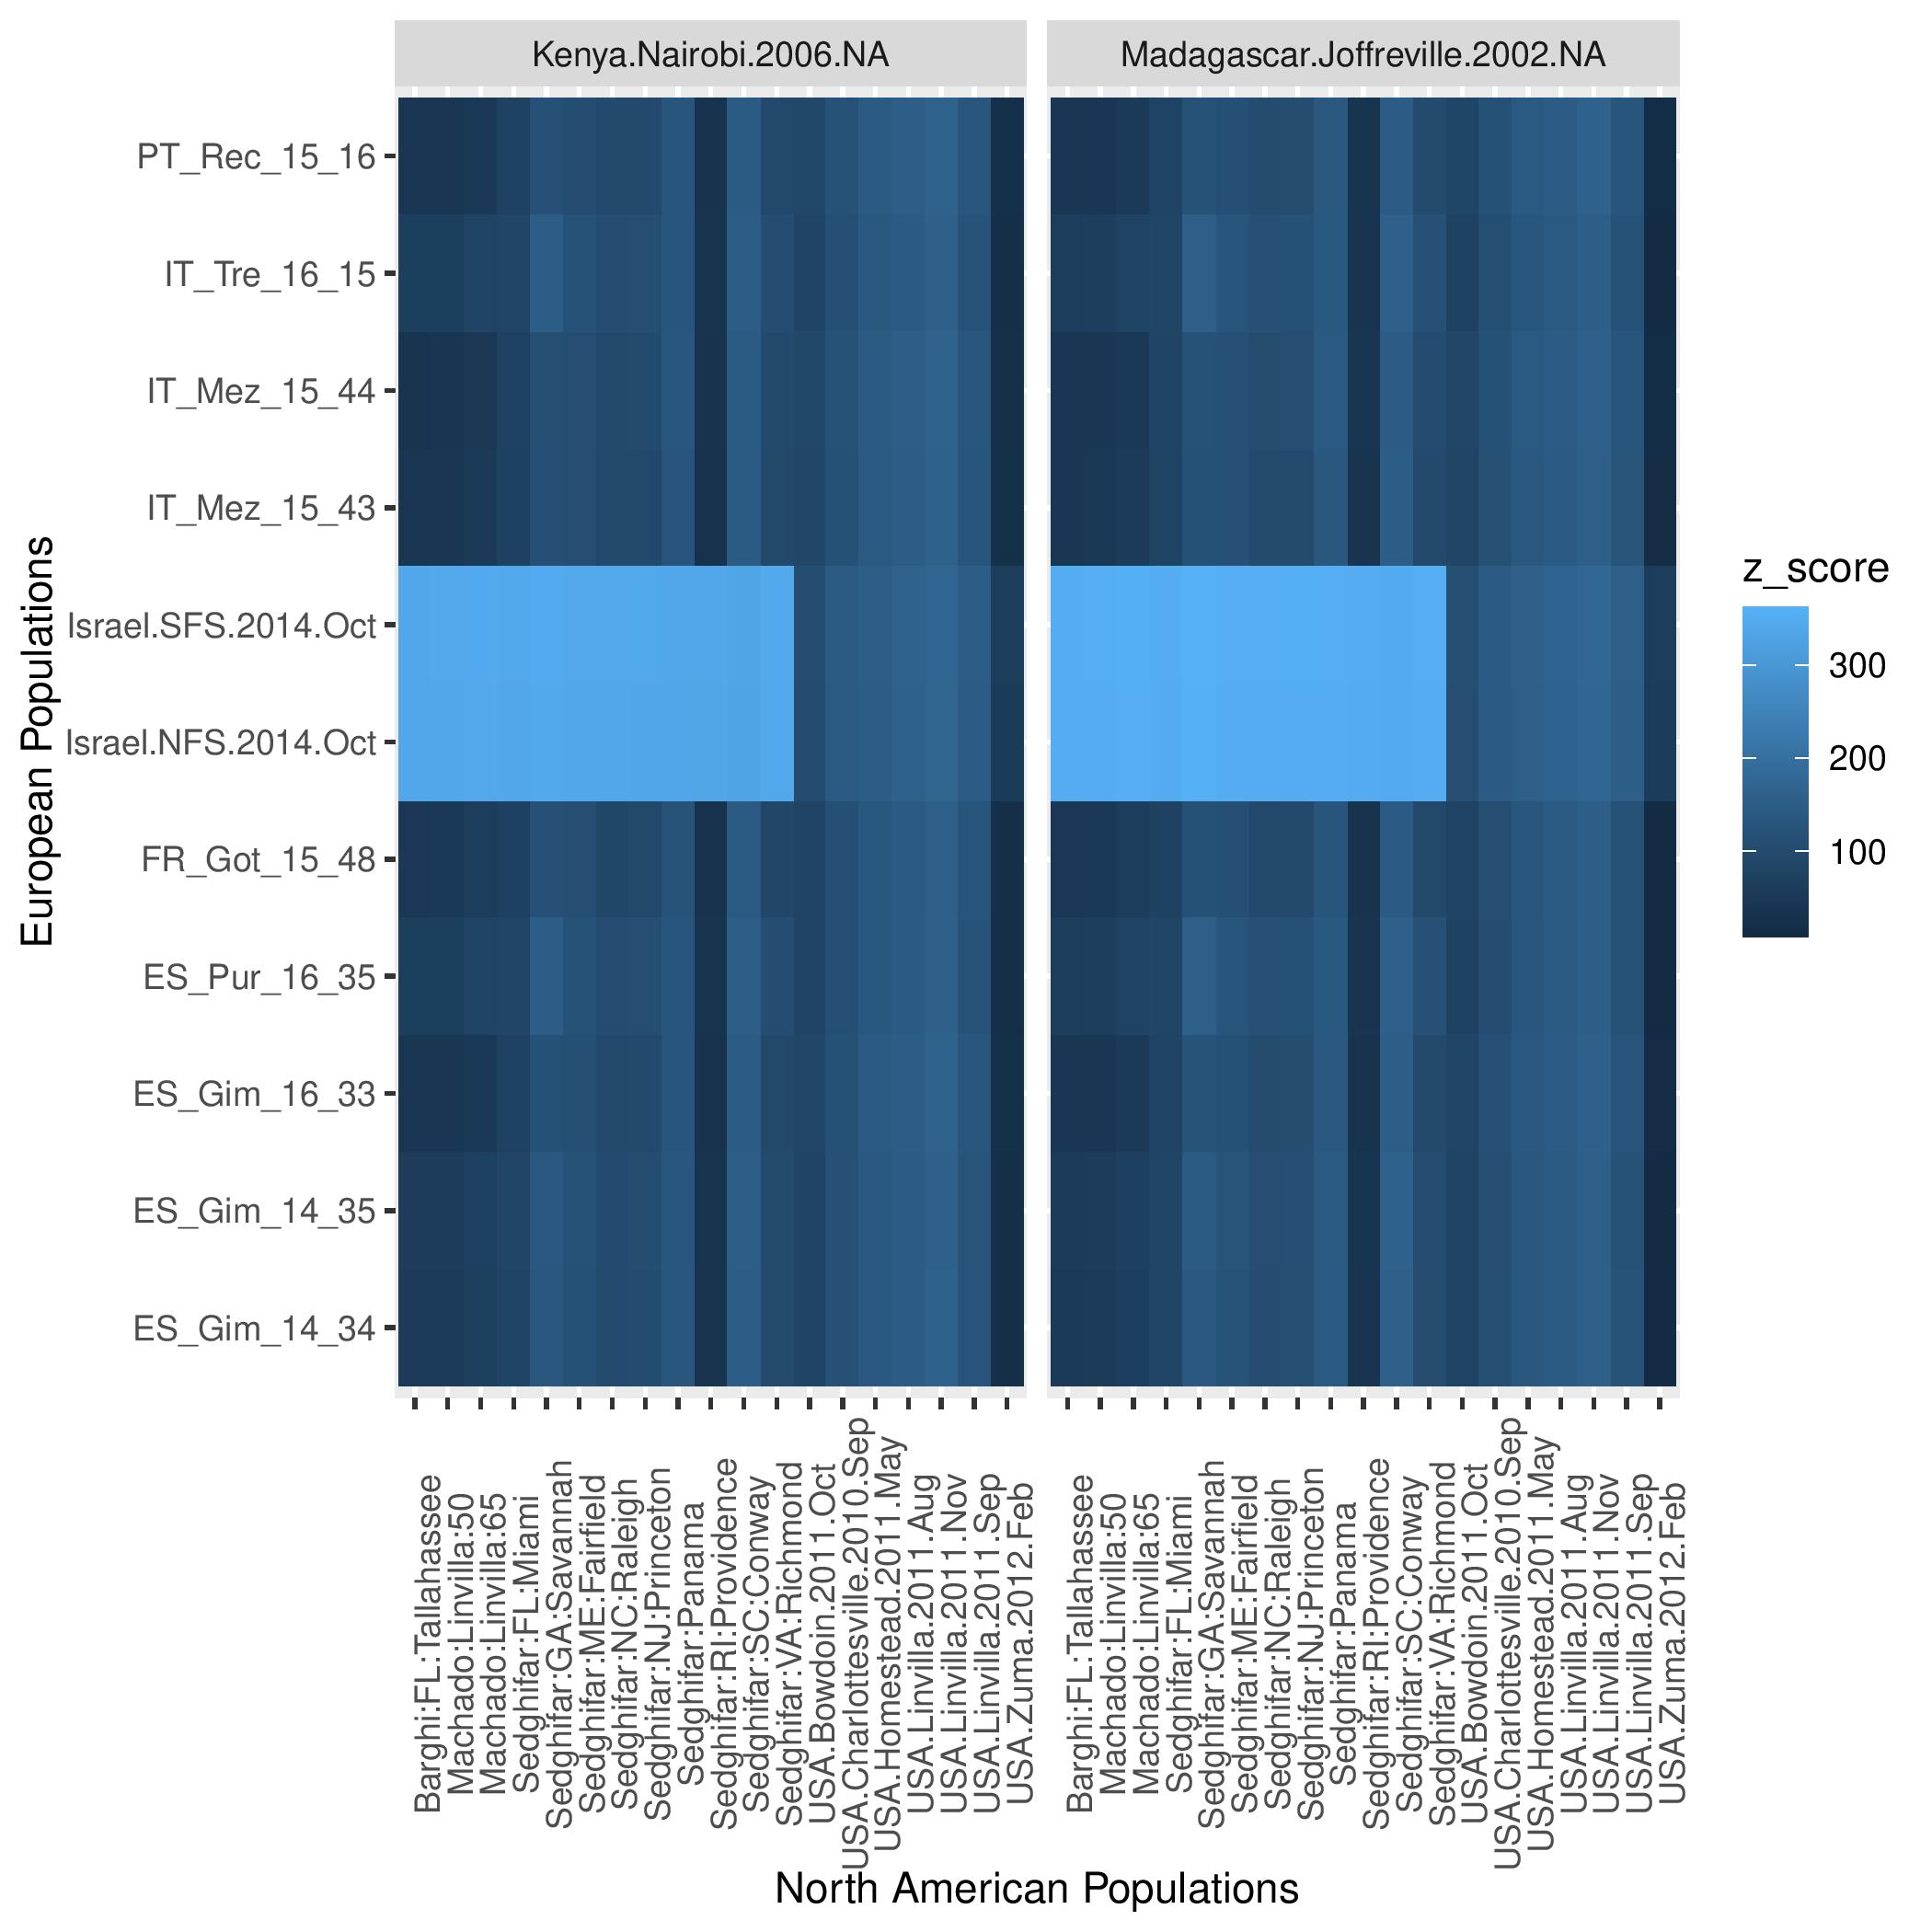 Kenya.Nairobi.2006.NA
Madagascar.Joffreville.2002.NA
European Populations
PT_Rec_15_16
IT_Tre_16_15
IT_Mez_15_44
IT_Mez_15_43
Israel.SFS.2014.Oct
Israel.NFS.2014.Oct
FR_Got_15_48
ES_Pur_16_35
ES_Gim_16_33
ES_Gim_14_35
ES_Gim_14_34
z_score
300
200
100
Barghi:FL:Tallahassee
Machado:Linvilla:50
Machado:Linvilla:65
Sedghifar:FL:Miami
Sedghifar:GA:Savannah
Sedghifar:ME:Fairfield
Sedghifar:NC:Raleigh
Sedghifar:NJ:Princeton
Sedghifar:Panama
Sedghifar:RI:Providence
Sedghifar:SC:Conway
Sedghifar:VA:Richmond
USA.Bowdoin.2011.Oct
USA.Charlottesville.2010.Sep
USA.Homestead.2011.May
USA.Linvilla.2011.Aug
USA.Linvilla.2011.Nov
USA.Linvilla.2011.Sep
USA.Zuma.2012.Feb
Barghi:FL:Tallahassee
Machado:Linvilla:50
Machado:Linvilla:65
Sedghifar:FL:Miami
Sedghifar:GA:Savannah
Sedghifar:ME:Fairfield
Sedghifar:NC:Raleigh
Sedghifar:NJ:Princeton
Sedghifar:Panama
Sedghifar:RI:Providence
Sedghifar:SC:Conway
Sedghifar:VA:Richmond
USA.Bowdoin.2011.Oct
USA.Charlottesville.2010.Sep
USA.Homestead.2011.May
USA.Linvilla.2011.Aug
USA.Linvilla.2011.Nov
USA.Linvilla.2011.Sep
USA.Zuma.2012.Feb
North American Populations